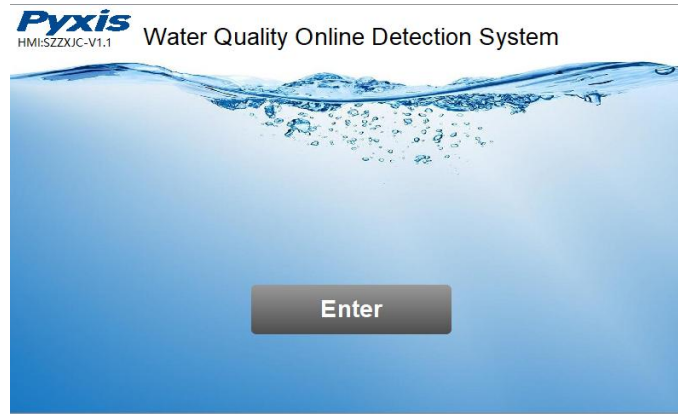 Pyxis
HMI:SZZXJC-V1.1
Water Quality Online Detection System
Enter